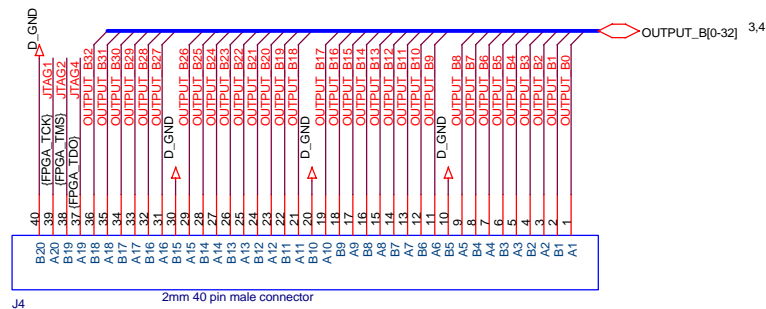 OUTPUT_B[0-32] 3,4
D_GND
JTAG1
JTAG2
JTAG4
OUTPUT_B32
OUTPUT_B31
OUTPUT_B30
OUTPUT_B29
OUTPUT_B28
OUTPUT_B27
D_GND
OUTPUT_B26
OUTPUT_B25
OUTPUT_B24
OUTPUT_B23
OUTPUT_B22
OUTPUT_B21
OUTPUT_B20
OUTPUT_B19
OUTPUT_B18
D_GND
OUTPUT_B17
OUTPUT_B16
OUTPUT_B15
OUTPUT_B14
OUTPUT_B13
OUTPUT_B12
OUTPUT_B11
OUTPUT_B10
OUTPUT_B9
D_GND
OUTPUT_B8
OUTPUT_B7
OUTPUT_B6
OUTPUT_B5
OUTPUT_B4
OUTPUT_B3
OUTPUT_B2
OUTPUT_B1
OUTPUT_B0
{FPGA_TCK}
{FPGA_TMS}
{FPGA_TDO}
40 39 38 37 36 35 34 33 32 31 30 29 28 27 26 25 24 23 22 21 20 19 18 17 16 15 14 13 12 11 10 9 8 7 6 5 4 3 2 1
B20 A20 B19 A19 B18 A18 B17 A17 B16 A16 B15 A15 B14 A14 B13 A13 B12 A12 B11 A11 B10 A10 B9 A9 B8 A8 B7 A7 B6 A6 B5 A5 B4 A4 B3 A3 B2 A2 B1 A1
2mm 40 pin male connector
J4